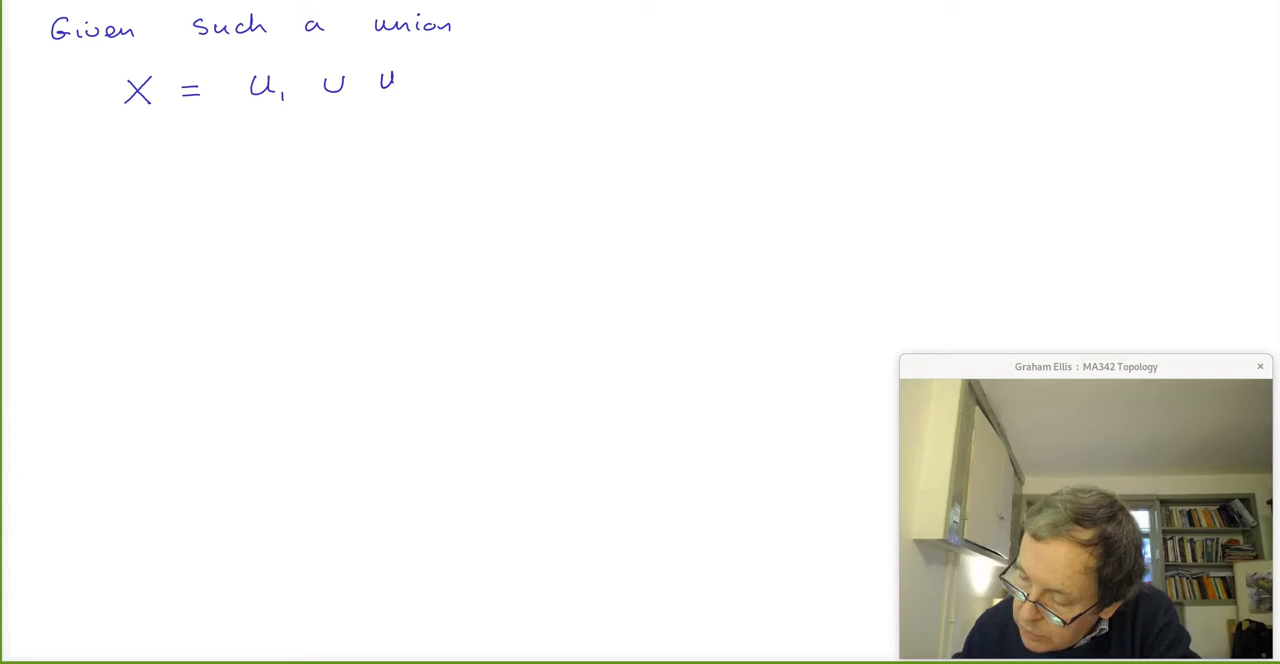 Given such a union
X = U₁ ∪ U
Graham Ellis : MA342 Topology